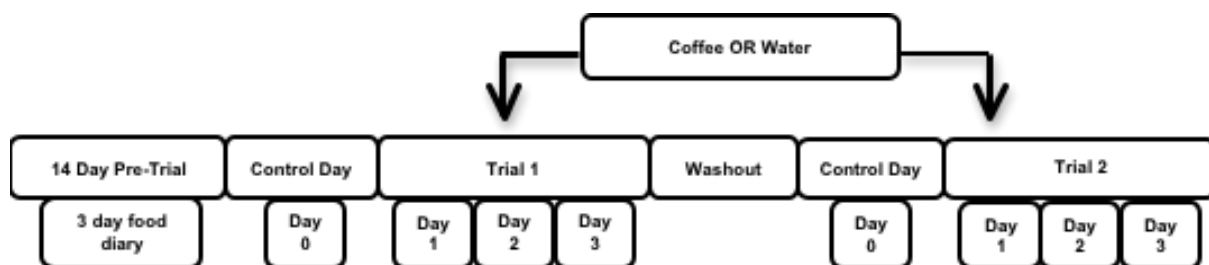 Coffee OR Water
14 Day Pre-Trial
Control Day
Trial 1
Washout
Control Day
Trial 2
3 day food
diary
Day
0
Day
1
Day
2
Day
3
Day
0
Day
1
Day
2
Day
3